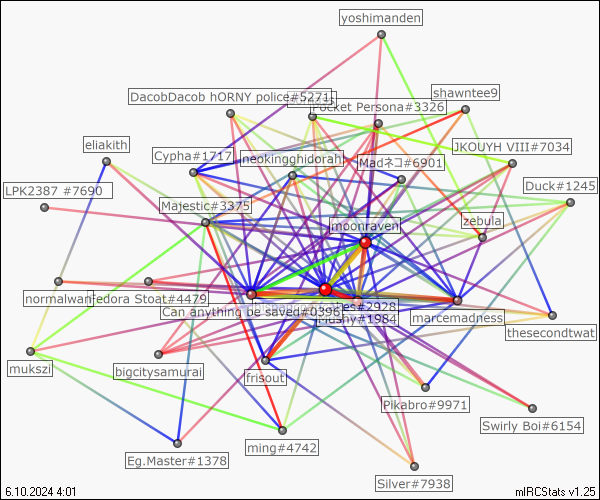 yoshimanden
DacobDacob hORNY police#5271
Pocket Persona#3326
shawntee9
eliakith
Cypha#1717
neokingghidorah
Madネコ#6901
JKOUYH VIII#7034
LPK2387 #7690
Majestic#3375
Duck#1245
moonraven
zebula
normalwan
Fedora Stoat#4479
Can anything be saved#0396
#2928
#1984
marcemadness
thesecondtwat
mukszi
bigcitysamurai
frisout
Pikabro#9971
Swirly Boi#6154
Eg.Master#1378
ming#4742
Silver#7938
6.10.2024 4:01
mIRCStats v1.25